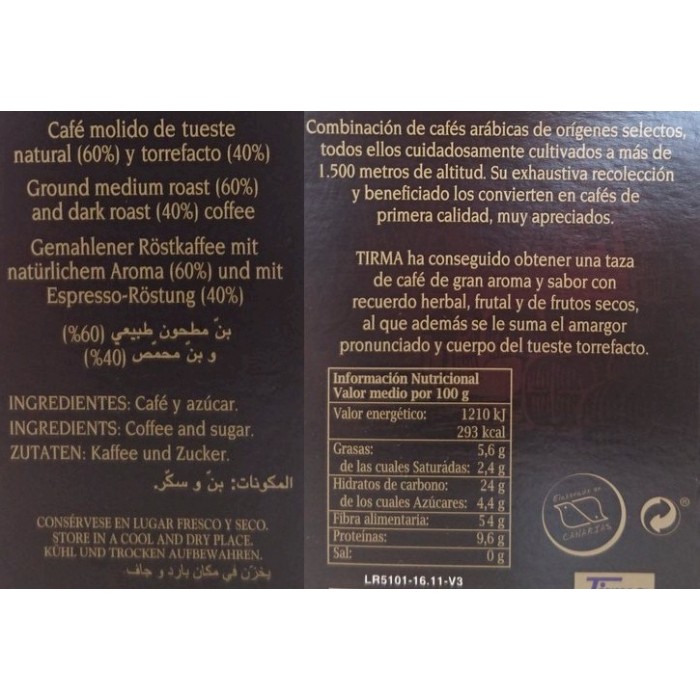 Café molido de tueste
natural (60%) y torrefacto (40%)
Ground medium roast (60%)
and dark roast (40%) coffee
Gemahlener Röstkaffee mit
natürlichem Aroma (60%) und mit
Espresso-Röstung (40%)
بنّ مطحون طبيعي (60%)
و بنّ محمّص (40%)
INGREDIENTES: Café y azúcar.
INGREDIENTS: Coffee and sugar.
ZUTATEN: Kaffee und Zucker.
المكونات: بنّ و سكّر.
CONSÉRVESE EN LUGAR FRESCO Y SECO.
STORE IN A COOL AND DRY PLACE.
KÜHL UND TROCKEN AUFBEWAHREN.
يخزّن في مكان بارد و جاف.
Combinación de cafés arábicas de orígenes selectos,
todos ellos cuidadosamente cultivados a más de
1.500 metros de altitud. Su exhaustiva recolección
y beneficiado los convierten en cafés de
primera calidad, muy apreciados.
TIRMA ha conseguido obtener una taza
de café de gran aroma y sabor con
recuerdo herbal, frutal y de frutos secos,
al que además se le suma el amargor
pronunciado y cuerpo del tueste torrefacto.
Información Nutricional
Valor medio por 100 g
Valor energético: 1210 kJ
293 kcal
Grasas: 5,6 g
de las cuales Saturádas: 2,4 g
Hidratos de carbono: 24 g
de los cuales Azúcares: 4,4 g
Fibra alimentaria: 54 g
Proteínas: 9,6 g
Sal: 0 g
Elaborado en
CANARIAS
LR5101-16.11-V3